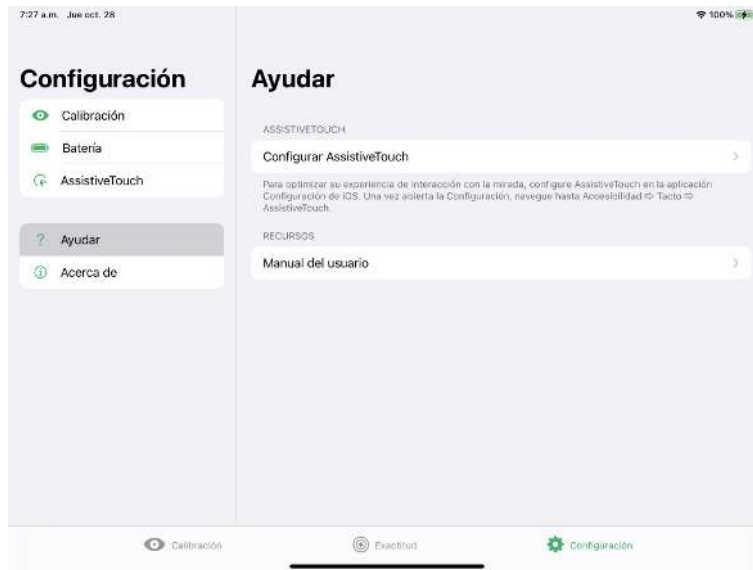 7:27 a.m. Jue oct. 28
100%
Configuración
Calibración
Batería
AssistiveTouch
Ayudar
Acerca de
Ayudar
ASSISTIVETOUCH
Configurar AssistiveTouch
Para optimizar su experiencia de interacción con la mirada, configure AssistiveTouch en la aplicación
Configuración de iOS. Una vez abierta la Configuración, navegue hasta Accesibilidad ➩ Tacto ➩
AssistiveTouch.
RECURSOS
Manual del usuario
Calibración
Exactitud
Configuración